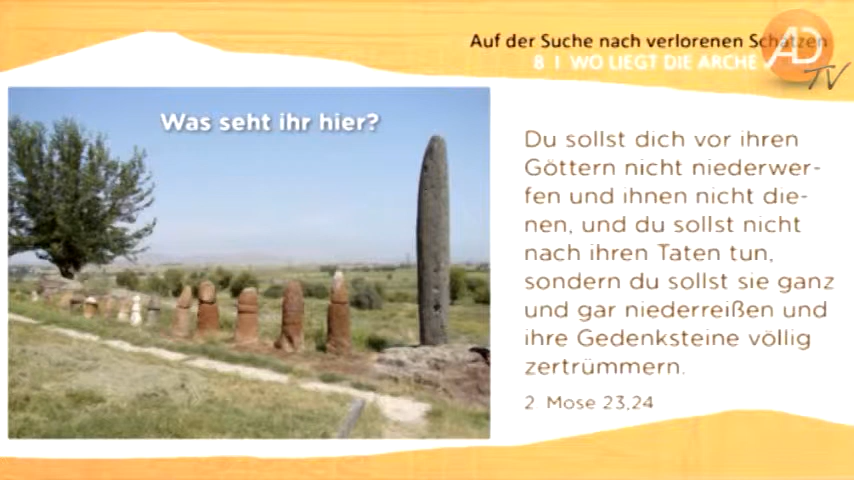 Auf der Suche nach verlorenen Schätzen
8 | WO LIEGT DIE ARCHE
AD
TV
Was seht ihr hier?
Du sollst dich vor ihren
Göttern nicht niederwer-
fen und ihnen nicht die-
nen, und du sollst nicht
nach ihren Taten tun,
sondern du sollst sie ganz
und gar niederreißen und
ihre Gedenksteine völlig
zertrümmern.
2 Mose 23,24